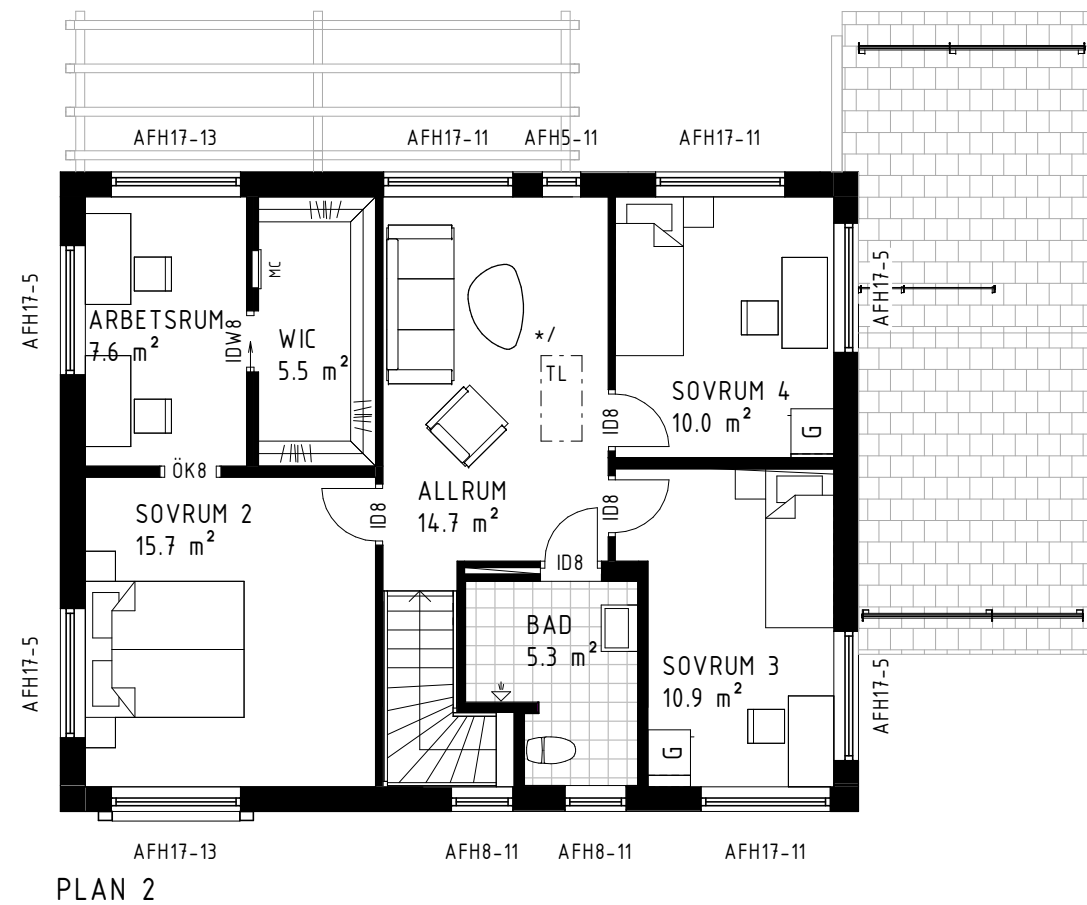 AFH17-13
AFH17-11
AFH5-11
AFH17-11
AFH17-5
AFH17-5
MC
ARBETSRUM
7.6 m²
IDW8
WIC
5.5 m²
*/
TL
SOVRUM 4
10.0 m²
ID8
G
ÖK8
ALLRUM
14.7 m²
ID8
ID8
SOVRUM 2
15.7 m²
ID8
BAD
5.3 m²
SOVRUM 3
10.9 m²
AFH17-5
AFH17-5
G
AFH17-13
AFH8-11
AFH8-11
AFH17-11
PLAN 2